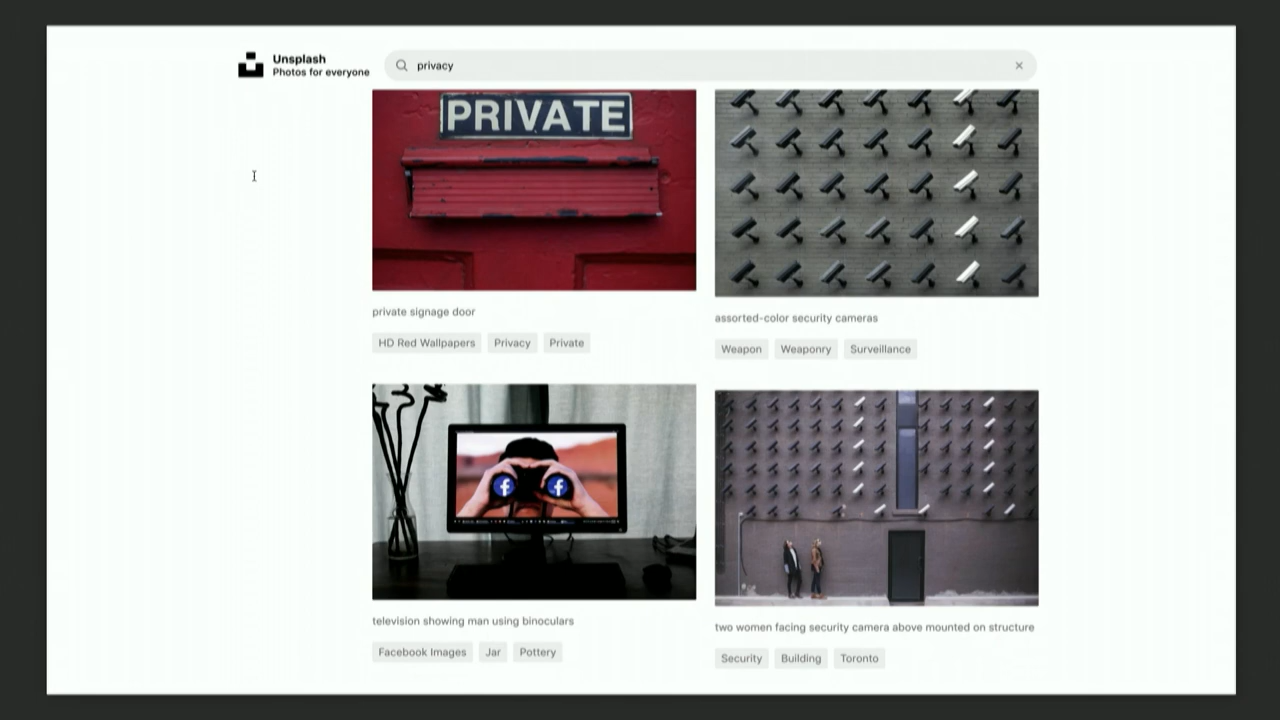 Unsplash
Photos for everyone
privacy
PRIVATE
private signage door
HD Red Wallpapers Privacy Private
assorted-color security cameras
Weapon Weaponry Surveillance
television showing man using binoculars
Facebook Images Jar Pottery
two women facing security camera above mounted on structure
Security Building Toronto